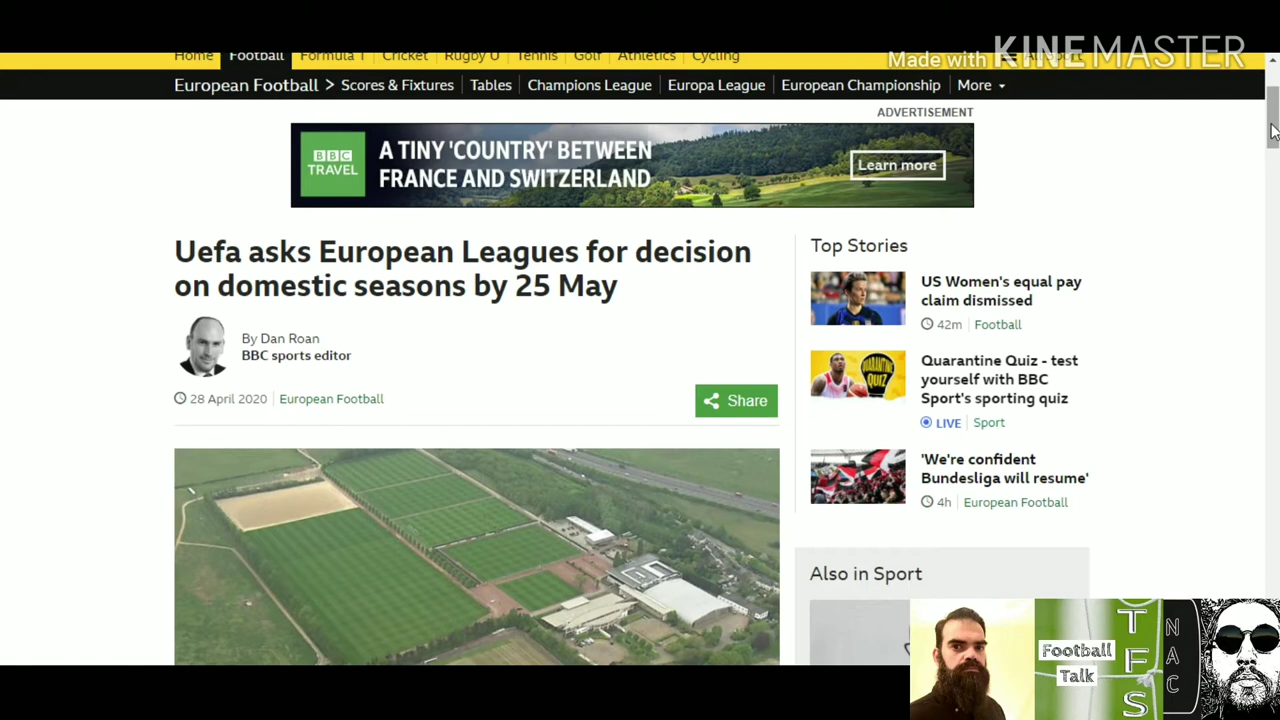 Made with KINEMASTER
Home Football Formula 1 Cricket Rugby U Tennis Golf Athletics Cycling
European Football > Scores & Fixtures Tables Champions League Europa League European Championship More
ADVERTISEMENT
BBC
TRAVEL
A TINY 'COUNTRY' BETWEEN
FRANCE AND SWITZERLAND
Learn more
Uefa asks European Leagues for decision
on domestic seasons by 25 May
By Dan Roan
BBC sports editor
28 April 2020 European Football
Share
Top Stories
US Women's equal pay
claim dismissed
42m Football
QUARANTINE
QUIZ
Quarantine Quiz - test
yourself with BBC
Sport's sporting quiz
LIVE Sport
'We're confident
Bundesliga will resume'
4h European Football
Also in Sport
Football
Talk
TFS
NAC